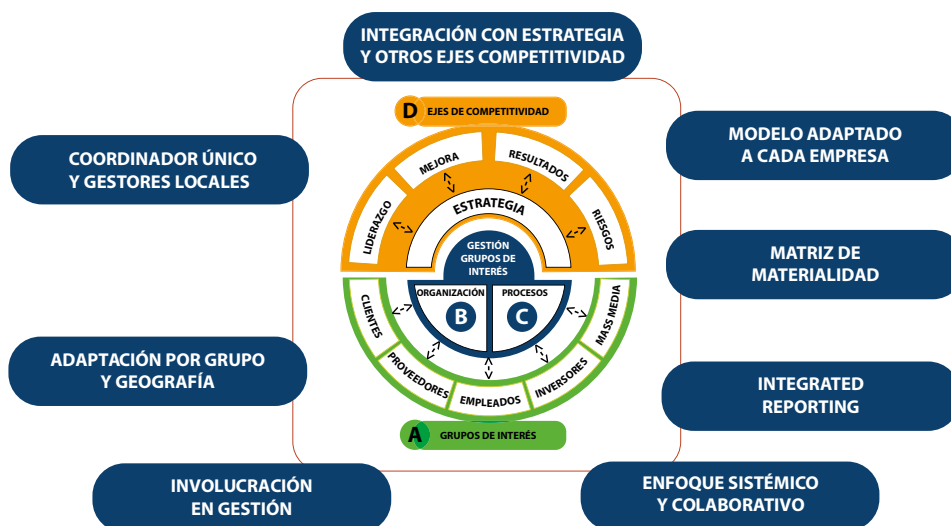 INTEGRACIÓN CON ESTRATEGIA
Y OTROS EJES COMPETITIVIDAD
D EJES DE COMPETITIVIDAD
COORDINADOR ÚNICO
Y GESTORES LOCALES
MODELO ADAPTADO
A CADA EMPRESA
LIDERAZGO
MEJORA
RESULTADOS
RIESGOS
ESTRATEGIA
GESTIÓN
GRUPOS DE
INTERÉS
MATRIZ DE
MATERIALIDAD
ORGANIZACIÓN
B
PROCESOS
C
CLIENTES
PROVEEDORES
EMPLEADOS
INVERSORES
MASS MEDIA
ADAPTACIÓN POR GRUPO
Y GEOGRAFÍA
INTEGRATED
REPORTING
A GRUPOS DE INTERÉS
INVOLUCRACIÓN
EN GESTIÓN
ENFOQUE SISTÉMICO
Y COLABORATIVO